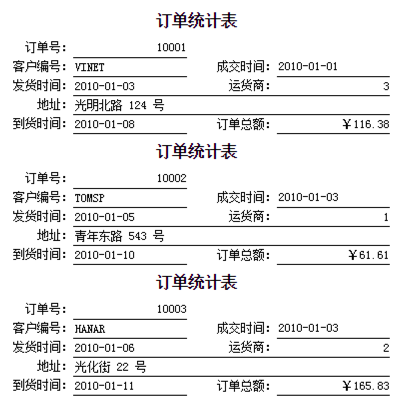 订单统计表
订单号： 10001
客户编号： VINET 成交时间： 2010-01-01
发货时间： 2010-01-03 运货商： 3
地址： 光明北路 124 号
到货时间： 2010-01-08 订单总额： ￥116.38
订单统计表
订单号： 10002
客户编号： TOMSP 成交时间： 2010-01-03
发货时间： 2010-01-05 运货商： 1
地址： 青年东路 543 号
到货时间： 2010-01-10 订单总额： ￥61.61
订单统计表
订单号： 10003
客户编号： HANAR 成交时间： 2010-01-03
发货时间： 2010-01-06 运货商： 2
地址： 光化街 22 号
到货时间： 2010-01-11 订单总额： ￥165.83